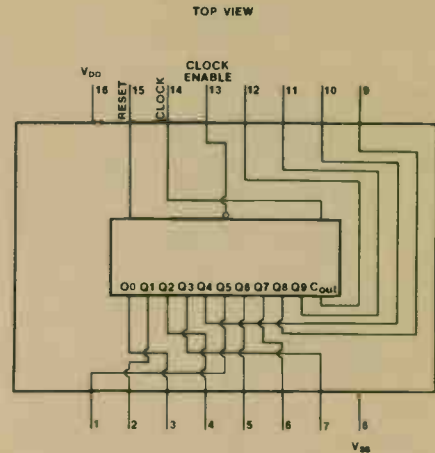 TOP VIEW
CLOCK
ENABLE
VDD
RESET
CLOCK
16 15 14 13 12 11 10 9
Q0 Q1 Q2 Q3 Q4 Q5 Q6 Q7 Q8 Q9 Cout
1 2 3 4 5 6 7 8
VSS